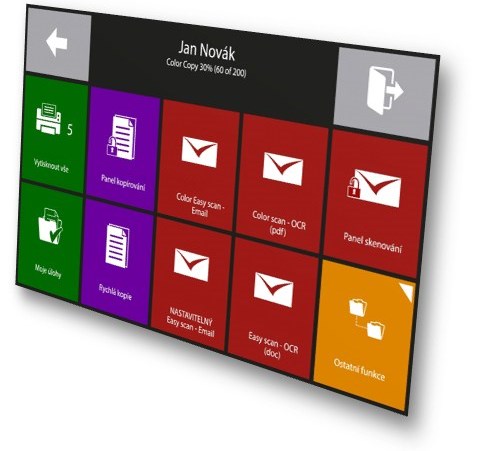 Jan Novák
Color Copy 30% (60 of 200)
5
Vytisknout vše
Panel kopírování
Color Easy scan -
Email
Color scan - OCR
(pdf)
Panel skenování
Moje úlohy
Rychlá kopie
NASTAVITELNÝ
Easy scan - Email
Easy scan - OCR
(doc)
Ostatní funkce